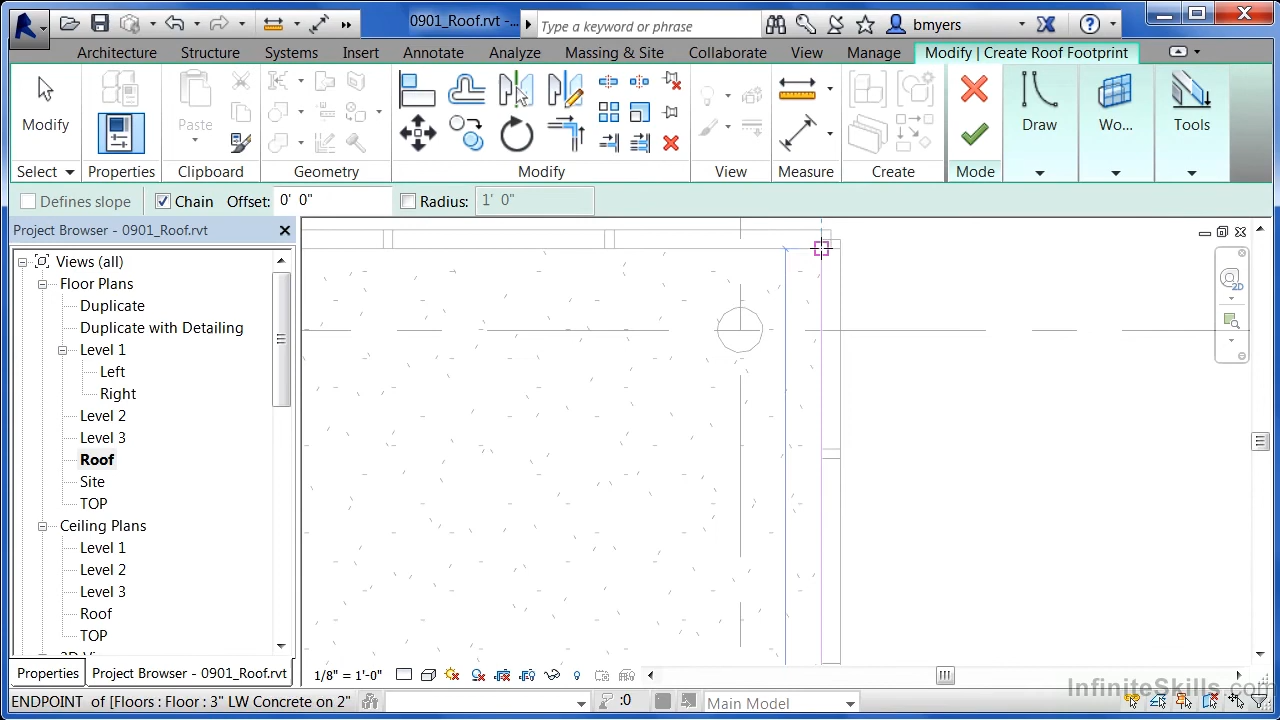 0901_Roof.rvt -...
Type a keyword or phrase
bmyers
Architecture Structure Systems Insert Annotate Analyze Massing & Site Collaborate View Manage Modify | Create Roof Footprint
Modify
Paste
Draw
Wo...
Tools
Select Properties Clipboard Geometry Modify View Measure Create Mode
Defines slope Chain Offset: 0' 0" Radius: 1' 0"
Project Browser - 0901_Roof.rvt
Views (all)
Floor Plans
Duplicate
Duplicate with Detailing
Level 1
Left
Right
Level 2
Level 3
Roof
Site
TOP
Ceiling Plans
Level 1
Level 2
Level 3
Roof
TOP
2D
Properties Project Browser - 0901_Roof.rvt
1/8" = 1'-0"
ENDPOINT of [Floors : Floor : 3" LW Concrete on 2"
:0
Main Model
InfiniteSkills.com